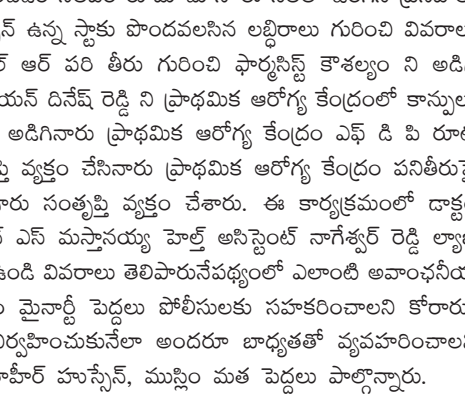 న్ ఉన్న స్టాకు పొందవలసిన లబ్ధిరాలు గురించి వివరాల
ల్ ఆర్ పరి తీరు గురించి ఫార్మసిస్ట్ కౌశల్యం ని అడి
యన్ దినేష్ రెడ్డి ని ప్రాథమిక ఆరోగ్య కేంద్రంలో కాన్పుల
అడిగినారు ప్రాథమిక ఆరోగ్య కేంద్రం ఎఫ్ డి పి రూ
ప్తి వ్యక్తం చేసినారు ప్రాథమిక ఆరోగ్య కేంద్రం పనితీరుపై
నారు సంతృప్తి వ్యక్తం చేశారు. ఈ కార్యక్రమంలో డాక్ట
ఎస్ మస్తానయ్య హెల్త్ అసిస్టెంట్ నాగేశ్వర్ రెడ్డి ల్యా
ఉండి వివరాలు తెలిపారునేపథ్యంలో ఎలాంటి అవాంఛనీయ
మైనార్టీ పెద్దలు పోలీసులకు సహకరించాలని కోరారు
నిర్వహించుకునేలా అందరూ బాధ్యతతో వ్యవహరించాల
హీర్ హుస్సేన్, ముస్లిం మత పెద్దలు పాల్గొన్నారు.